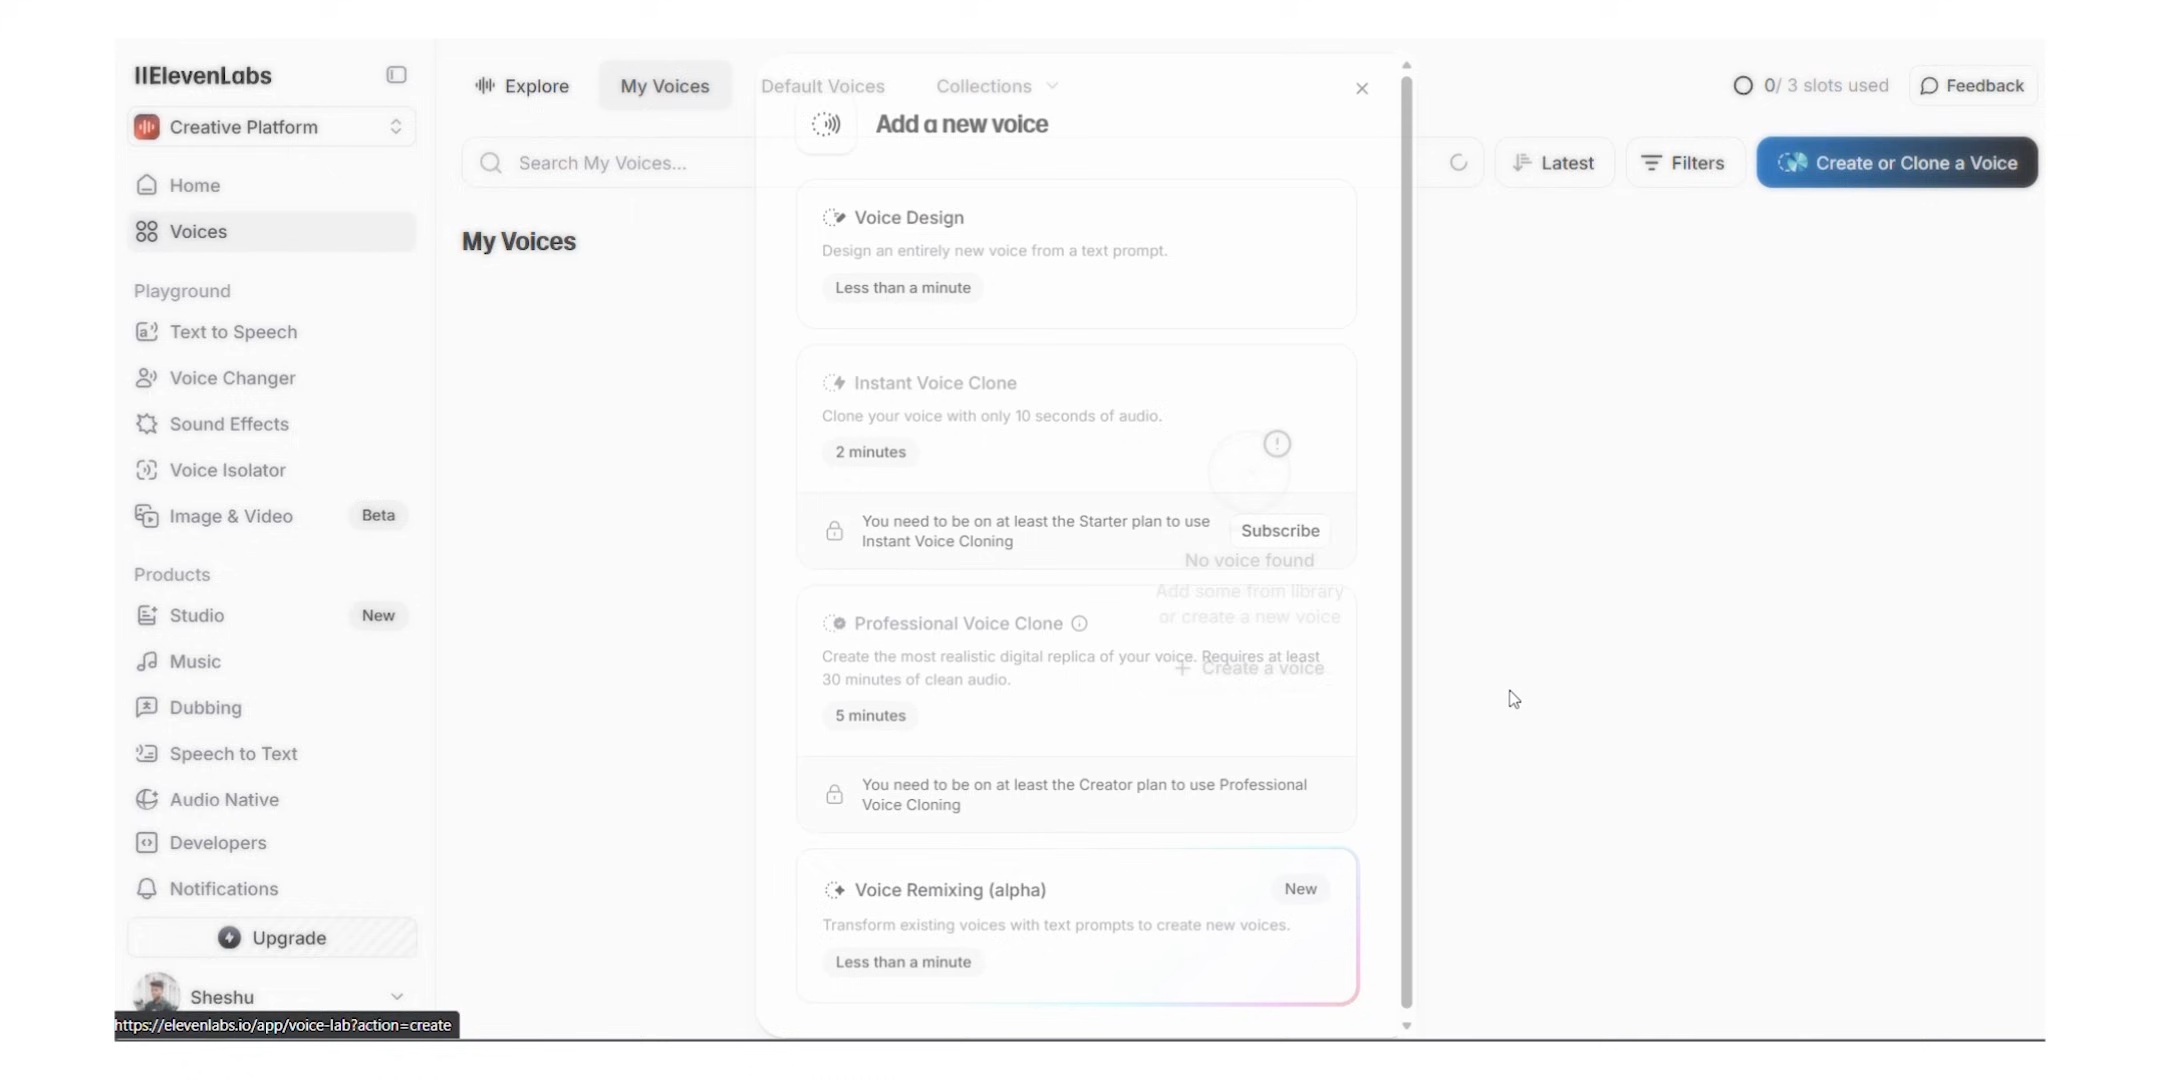 IIElevenLabs
Creative Platform
Home
Voices
Playground
Text to Speech
Voice Changer
Sound Effects
Voice Isolator
Image & Video
Beta
Products
Studio
New
Music
Dubbing
Speech to Text
Audio Native
Developers
Notifications
Upgrade
Sheshu
https://elevenlabs.io/app/voice-lab?action=create
Explore
My Voices
Default Voices
Collections
0/ 3 slots used
Feedback
Search My Voices...
Latest
Filters
Create or Clone a Voice
My Voices
Add a new voice
Voice Design
Design an entirely new voice from a text prompt.
Less than a minute
Instant Voice Clone
Clone your voice with only 10 seconds of audio.
2 minutes
You need to be on at least the Starter plan to use
Instant Voice Cloning
Subscribe
No voice found
Add some from library
or create a new voice
Create a voice
Professional Voice Clone
Create the most realistic digital replica of your voice. Requires at least
30 minutes of clean audio.
5 minutes
You need to be on at least the Creator plan to use Professional
Voice Cloning
Voice Remixing (alpha)
New
Transform existing voices with text prompts to create new voices.
Less than a minute